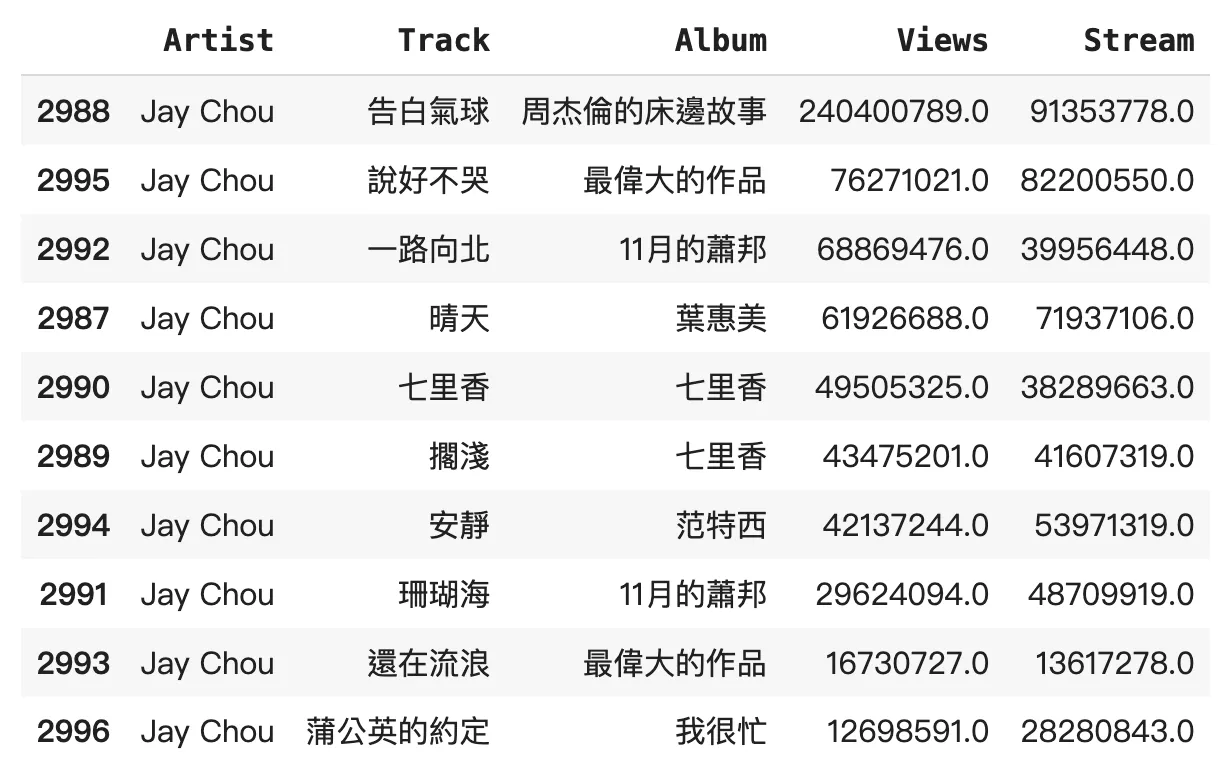 Artist Track Album Views Stream
2988 Jay Chou 告白氣球 周杰倫的床邊故事 240400789.0 91353778.0
2995 Jay Chou 說好不哭 最偉大的作品 76271021.0 82200550.0
2992 Jay Chou 一路向北 11月的蕭邦 68869476.0 39956448.0
2987 Jay Chou 晴天 葉惠美 61926688.0 71937106.0
2990 Jay Chou 七里香 七里香 49505325.0 38289663.0
2989 Jay Chou 擱淺 七里香 43475201.0 41607319.0
2994 Jay Chou 安靜 范特西 42137244.0 53971319.0
2991 Jay Chou 珊瑚海 11月的蕭邦 29624094.0 48709919.0
2993 Jay Chou 還在流浪 最偉大的作品 16730727.0 13617278.0
2996 Jay Chou 蒲公英的約定 我很忙 12698591.0 28280843.0